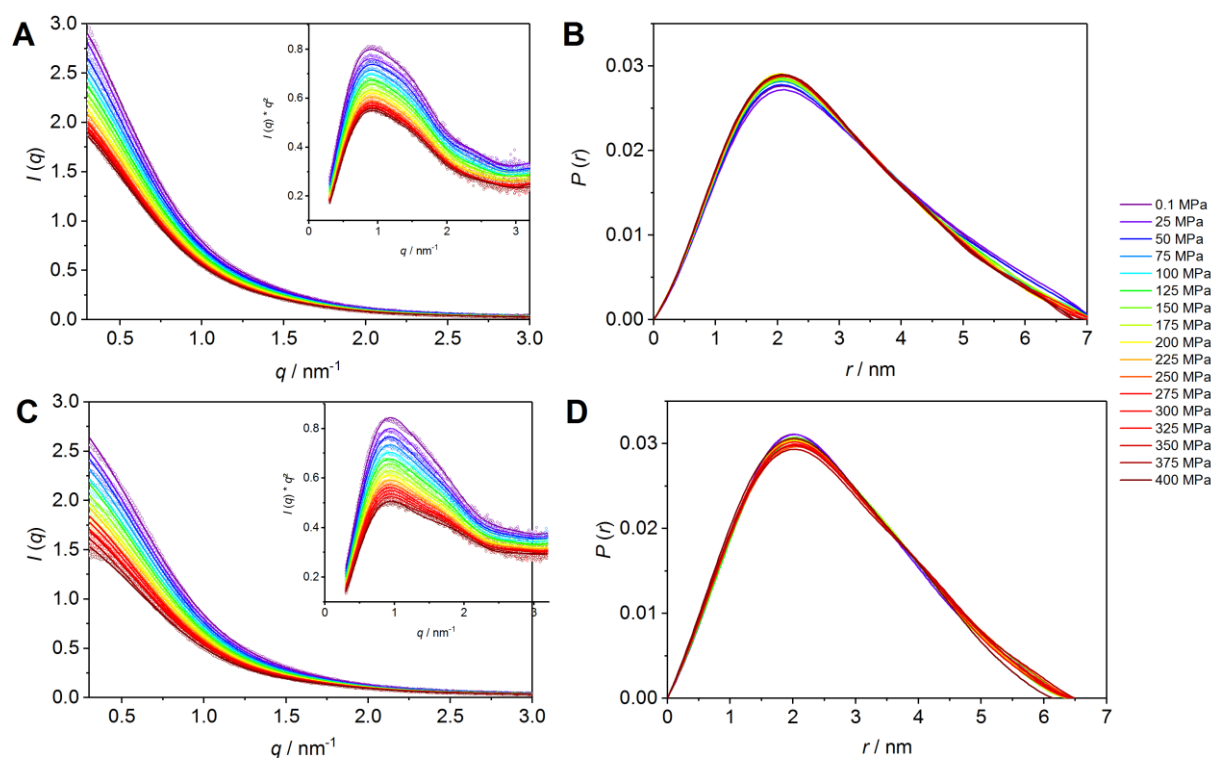 A
3.0
2.5
2.0
1.5
1.0
0.5
0.0
I (q)
0.5 1.0 1.5 2.0 2.5 3.0
q / nm⁻¹
0.8
0.6
0.4
0.2
I (q) * q²
0 1 2 3
q / nm⁻¹
B
0.03
0.02
0.01
0.00
P (r)
0 1 2 3 4 5 6 7
r / nm
0.1 MPa
25 MPa
50 MPa
75 MPa
100 MPa
125 MPa
150 MPa
175 MPa
200 MPa
225 MPa
250 MPa
275 MPa
300 MPa
325 MPa
350 MPa
375 MPa
400 MPa
C
3.0
2.5
2.0
1.5
1.0
0.5
0.0
I (q)
0.5 1.0 1.5 2.0 2.5 3.0
q / nm⁻¹
0.8
0.6
0.4
0.2
I (q) * q²
0 1 2 3
q / nm⁻¹
D
0.03
0.02
0.01
0.00
P (r)
0 1 2 3 4 5 6 7
r / nm